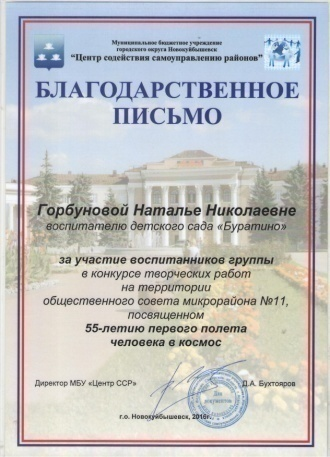 Муниципальное бюджетное учреждение
городского округа Новокуйбышевск
"Центр содействия самоуправлению районов"
БЛАГОДАРСТВЕННОЕ
ПИСЬМО
Горбуновой Наталье Николаевне
воспитателю детского сада «Буратино»
за участие воспитанников группы
в конкурсе творческих работ
на территории
общественного совета микрорайона №11,
посвященном
55-летию первого полета
человека в космос
Директор МБУ «Центр ССР»
Д.А. Бухтояров
Для
документов
г.о. Новокуйбышевск, 2016г.